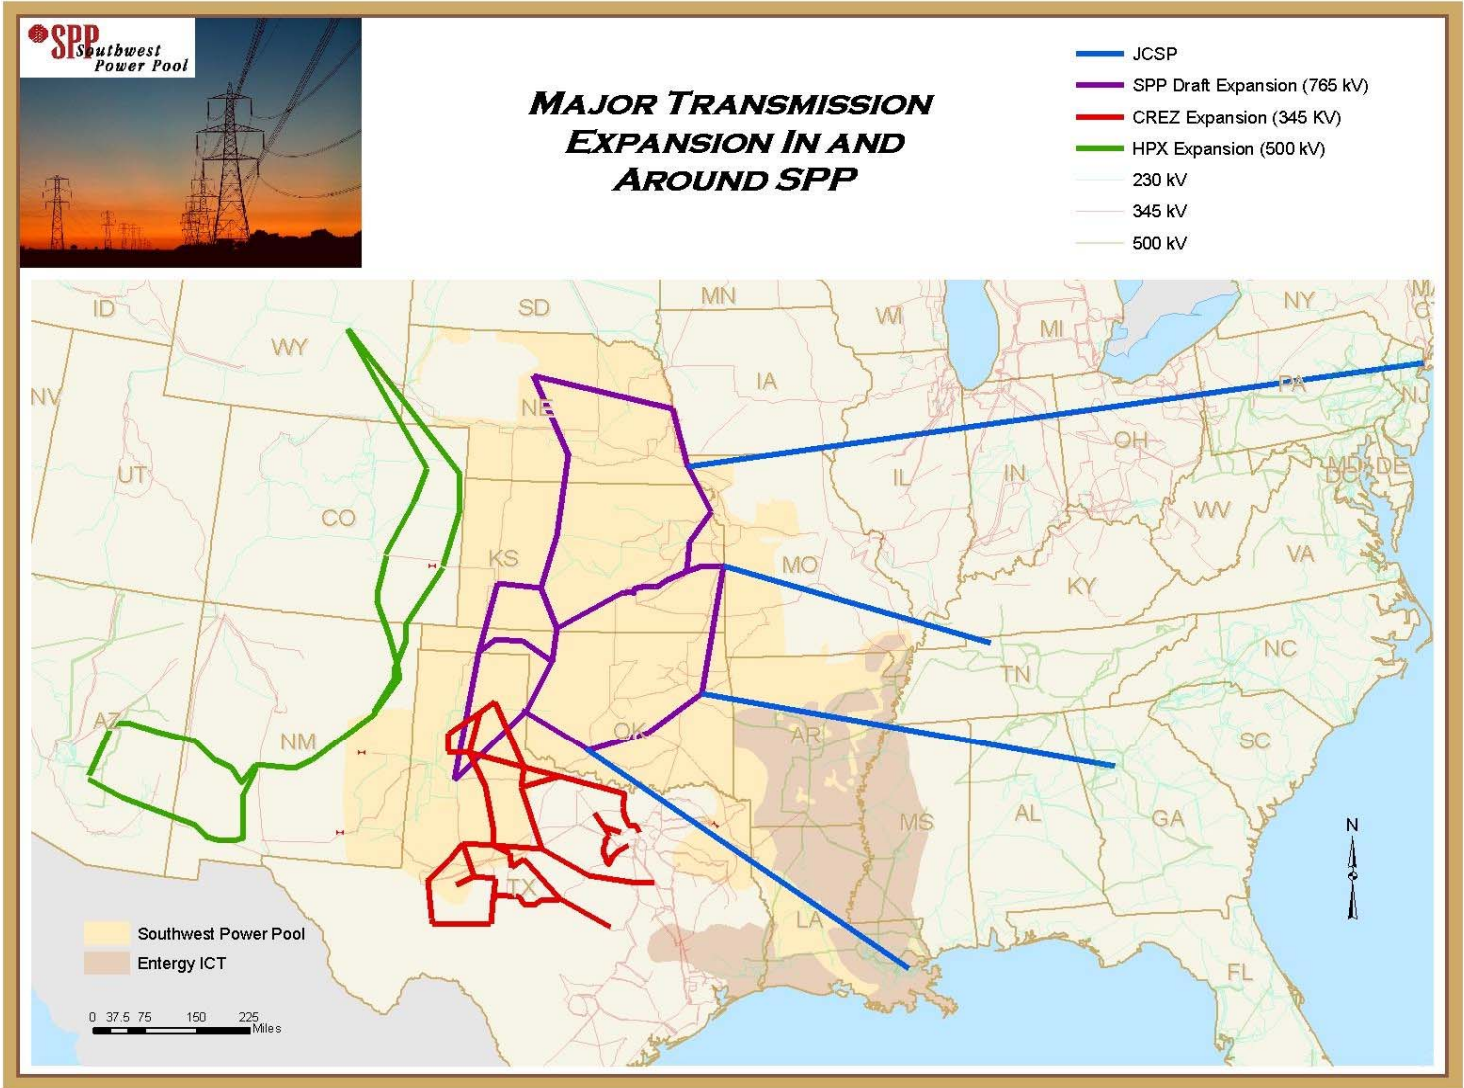 SPP
Southwest
Power Pool
MAJOR TRANSMISSION
EXPANSION IN AND
AROUND SPP
JCSP
SPP Draft Expansion (765 kV)
CREZ Expansion (345 KV)
HPX Expansion (500 kV)
230 kV
345 kV
500 kV
ID
SD
MN
WI
MI
NY
MA
CT
WY
NV
NE
IA
PA
NJ
UT
CO
IL
IN
OH
MD
DE
DC
WV
KS
MO
KY
VA
AZ
NM
OK
AR
TN
NC
SC
TX
MS
AL
GA
LA
FL
N
Southwest Power Pool
Entergy ICT
0 37.5 75 150 225
Miles